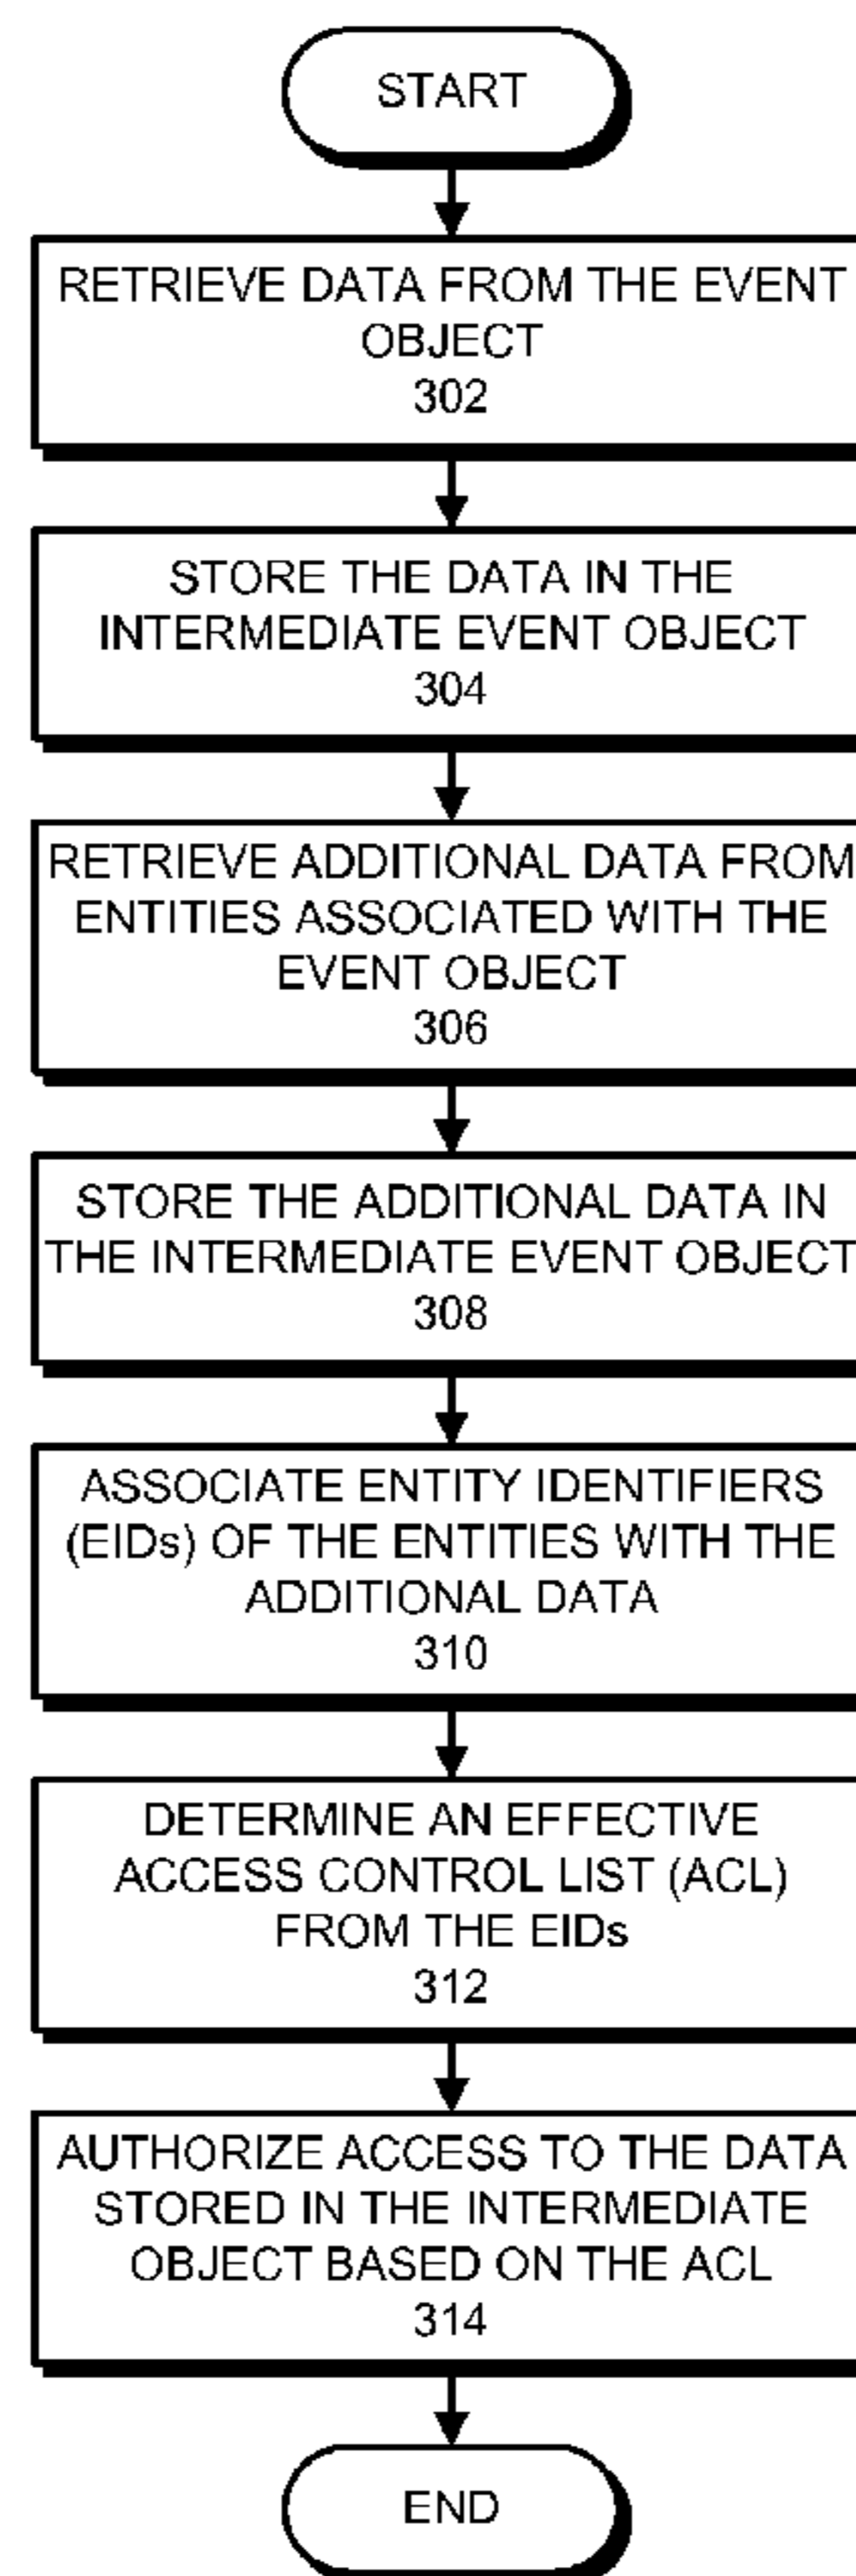 START
RETRIEVE DATA FROM THE EVENT
OBJECT
302
STORE THE DATA IN THE
INTERMEDIATE EVENT OBJECT
304
RETRIEVE ADDITIONAL DATA FROM
ENTITIES ASSOCIATED WITH THE
EVENT OBJECT
306
STORE THE ADDITIONAL DATA IN
THE INTERMEDIATE EVENT OBJECT
308
ASSOCIATE ENTITY IDENTIFIERS
(EIDs) OF THE ENTITIES WITH THE
ADDITIONAL DATA
310
DETERMINE AN EFFECTIVE
ACCESS CONTROL LIST (ACL)
FROM THE EIDs
312
AUTHORIZE ACCESS TO THE DATA
STORED IN THE INTERMEDIATE
OBJECT BASED ON THE ACL
314
END